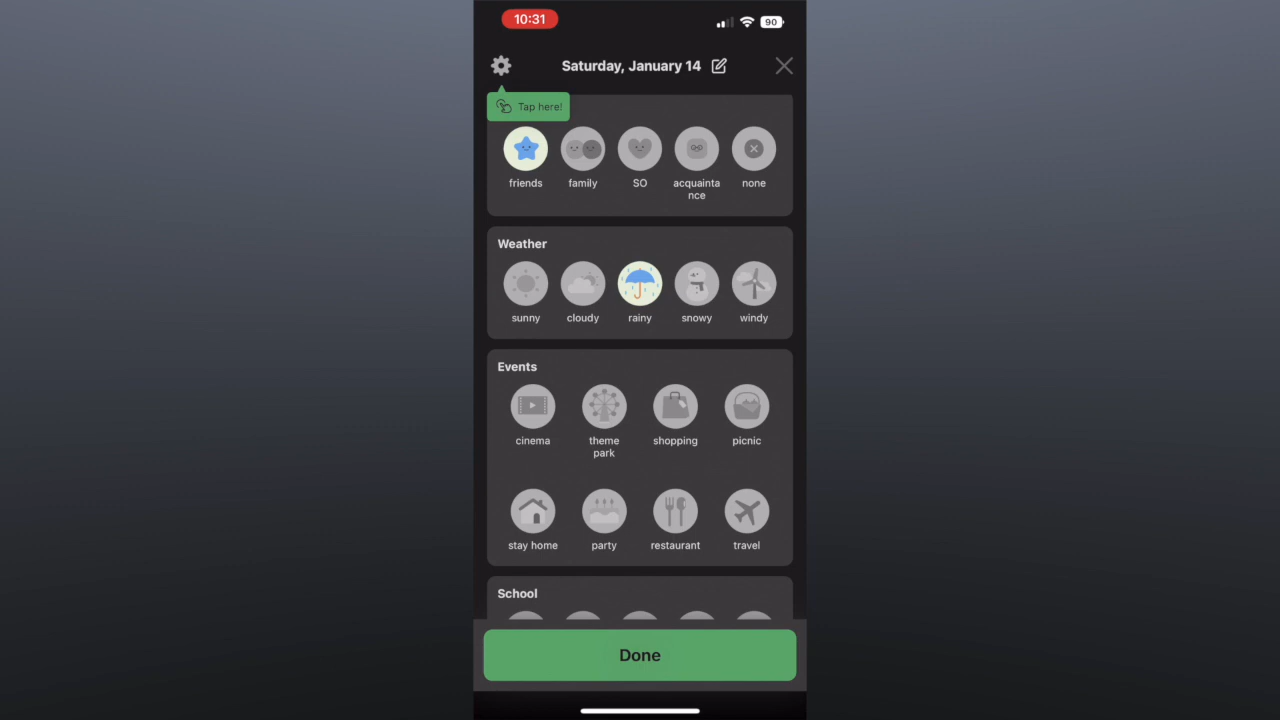 10:31
90
Saturday, January 14
Tap here!
friends family SO acquainta none
nce
Weather
sunny cloudy rainy snowy windy
Events
cinema theme shopping picnic
park
stay home party restaurant travel
School
Done